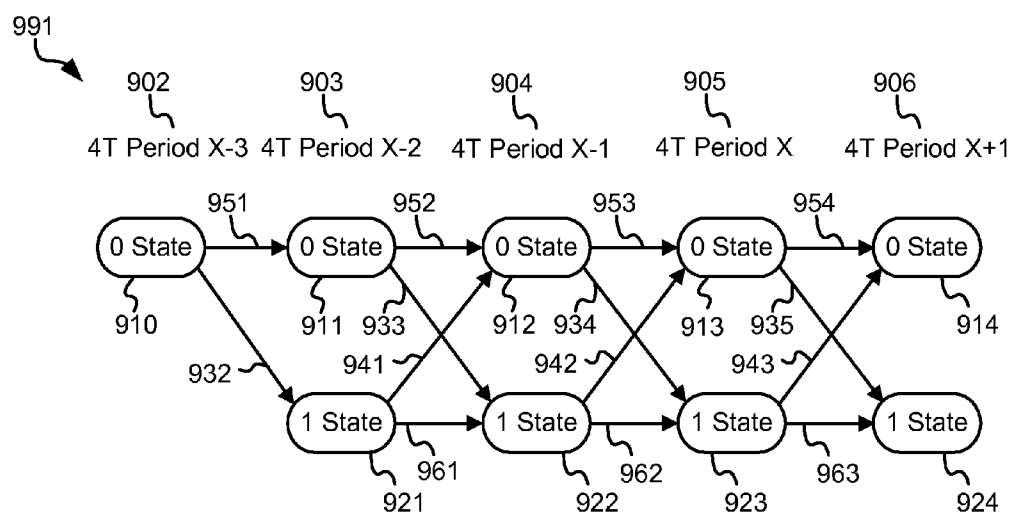 991
902 903 904 905 906
4T Period X-3 4T Period X-2 4T Period X-1 4T Period X 4T Period X+1
951 952 953 954
0 State 0 State 0 State 0 State 0 State
910 911 933 912 934 913 935 914
932 941 942 943
1 State 1 State 1 State 1 State
961 962 963
921 922 923 924